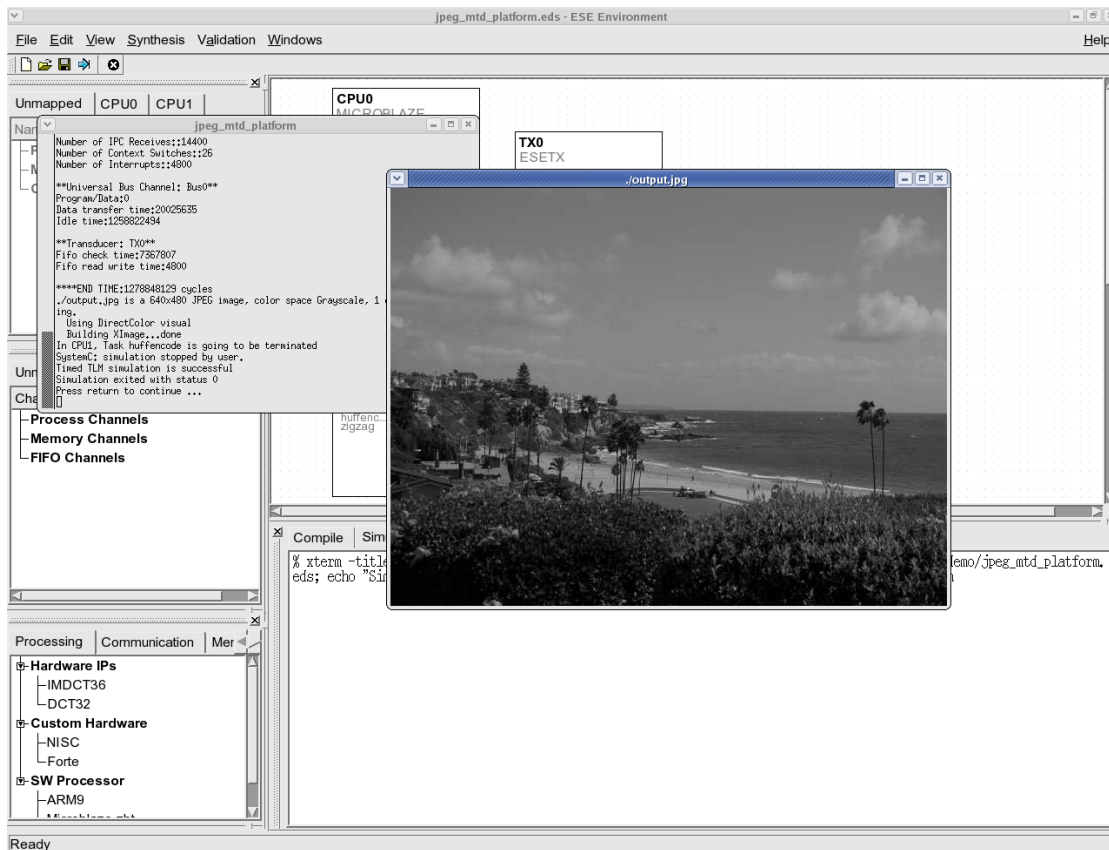 jpeg_mtd_platform.eds - ESE Environment
File Edit View Synthesis Validation Windows Help
Unmapped CPU0 CPU1
CPU0
MICROBLAZE
TX0
ESETX
jpeg_mtd_platform
Number of IPC Receives::14400
Number of Context Switches::26
Number of Interrupts::4800
**Universal Bus Channel: Bus0**
Program/Data:0
Data transfer time:20025635
Idle time:1258822494
**Transducer: TX0**
Fifo check time:7367807
Fifo read write time:4800
****END TIME:1278848129 cycles
./output.jpg is a 640x480 JPEG image, color space Grayscale, 1
ing.
Using DirectColor visual
Building XImage...done
In CPU1, Task huffencode is going to be terminated
SystemC: simulation stopped by user.
Timed TLM simulation is successful
Simulation exited with status 0
Press return to continue ...
./output.jpg
huffenc...
zigzag
Process Channels
Memory Channels
FIFO Channels
Compile
% xterm -title
emo/jpeg_mtd_platform.
eds; echo "Si
Processing Communication
Hardware IPs
IMDCT36
DCT32
Custom Hardware
NISC
Forte
SW Processor
ARM9
Ready